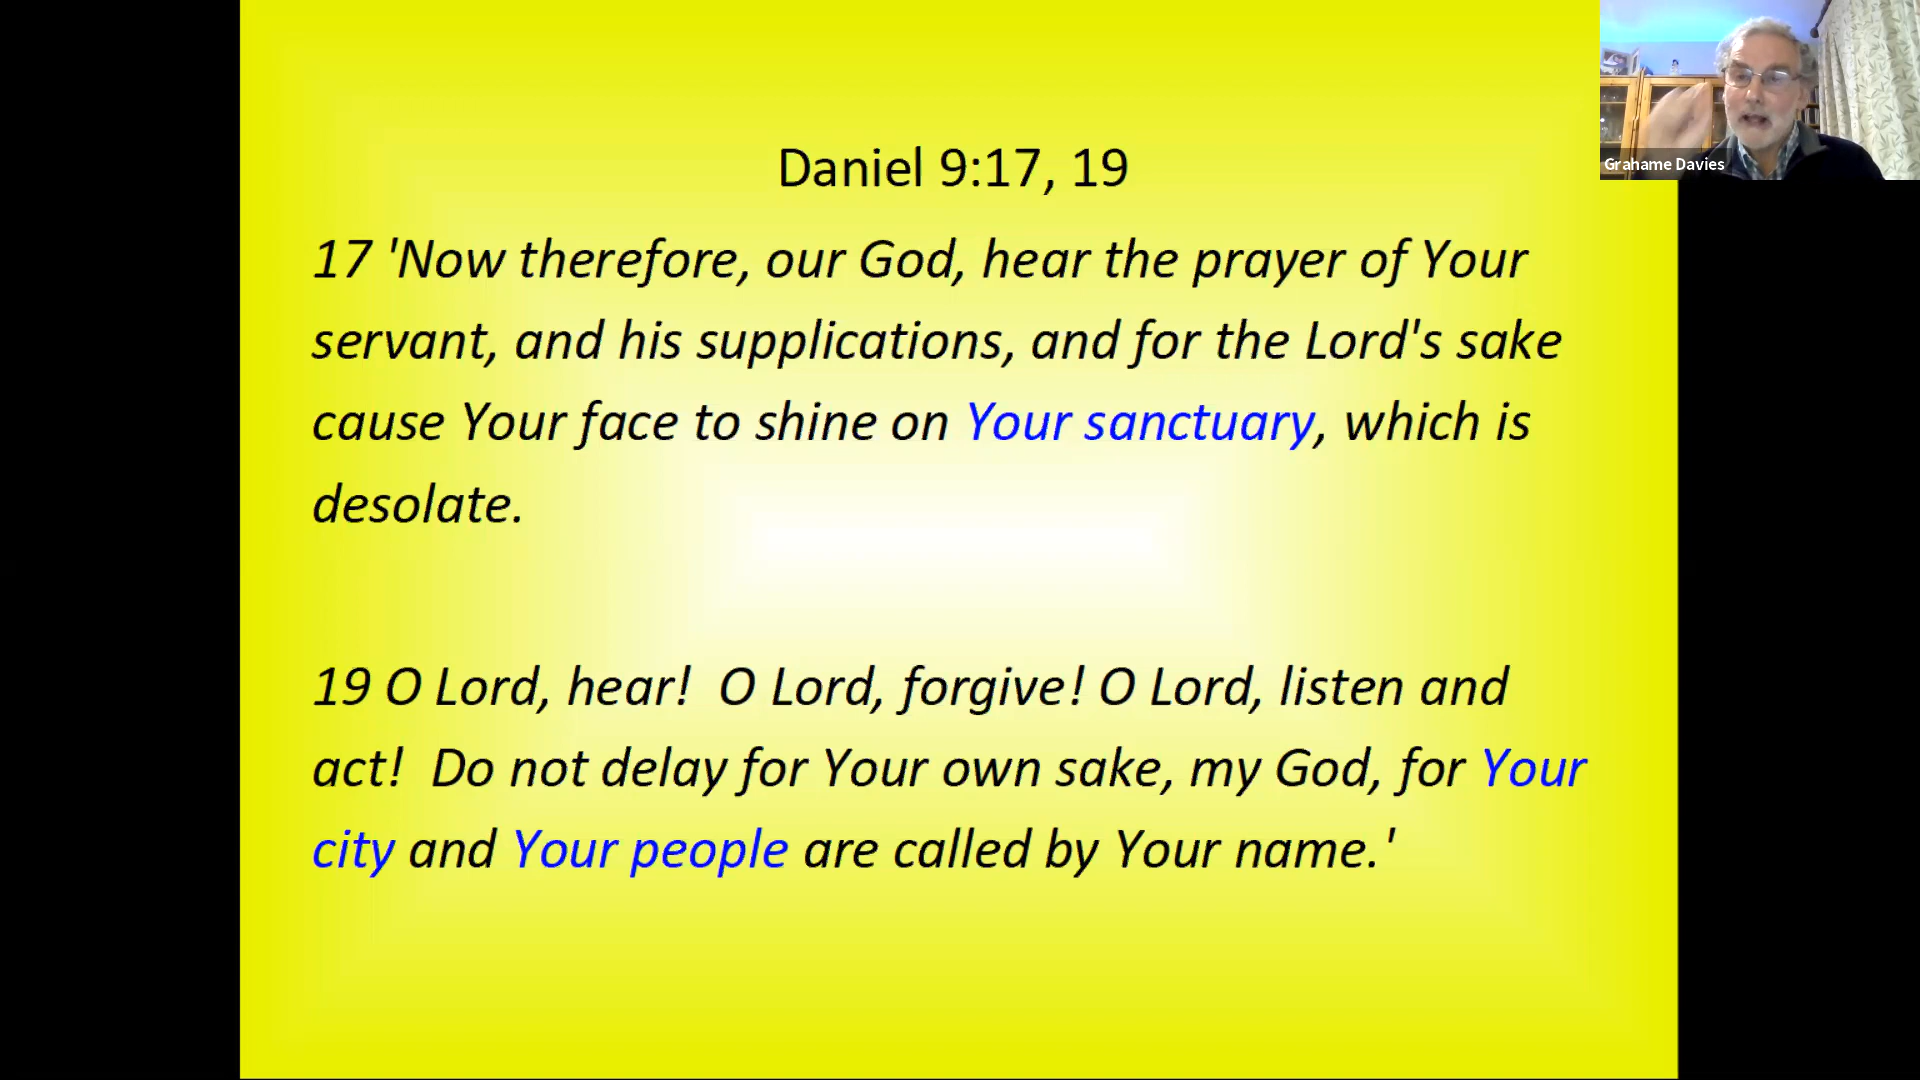 Daniel 9:17, 19
17 'Now therefore, our God, hear the prayer of Your
servant, and his supplications, and for the Lord's sake
cause Your face to shine on Your sanctuary, which is
desolate.
19 O Lord, hear!  O Lord, forgive! O Lord, listen and
act!  Do not delay for Your own sake, my God, for Your
city and Your people are called by Your name.'
Grahame Davies